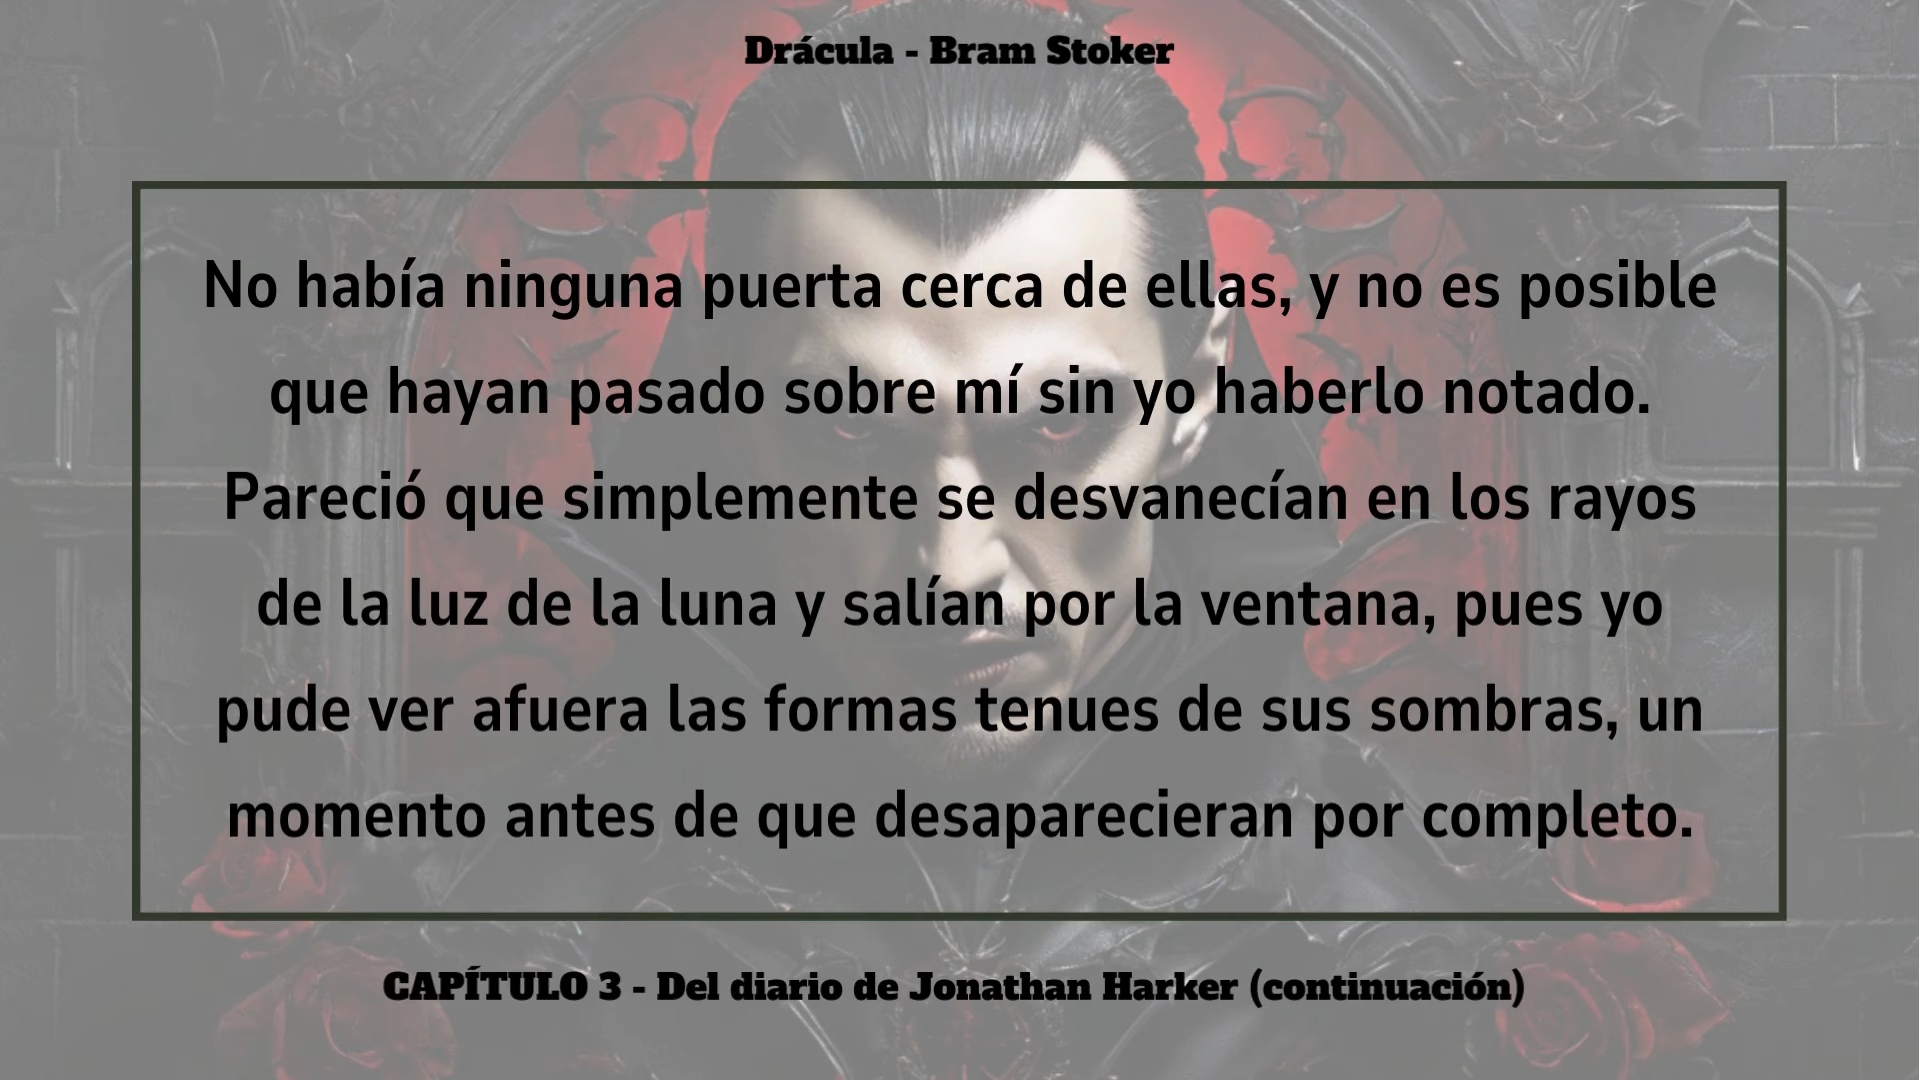 Drácula - Bram Stoker
No había ninguna puerta cerca de ellas, y no es posible
que hayan pasado sobre mí sin yo haberlo notado.
Pareció que simplemente se desvanecían en los rayos
de la luz de la luna y salían por la ventana, pues yo
pude ver afuera las formas tenues de sus sombras, un
momento antes de que desaparecieran por completo.
CAPÍTULO 3 - Del diario de Jonathan Harker (continuación)